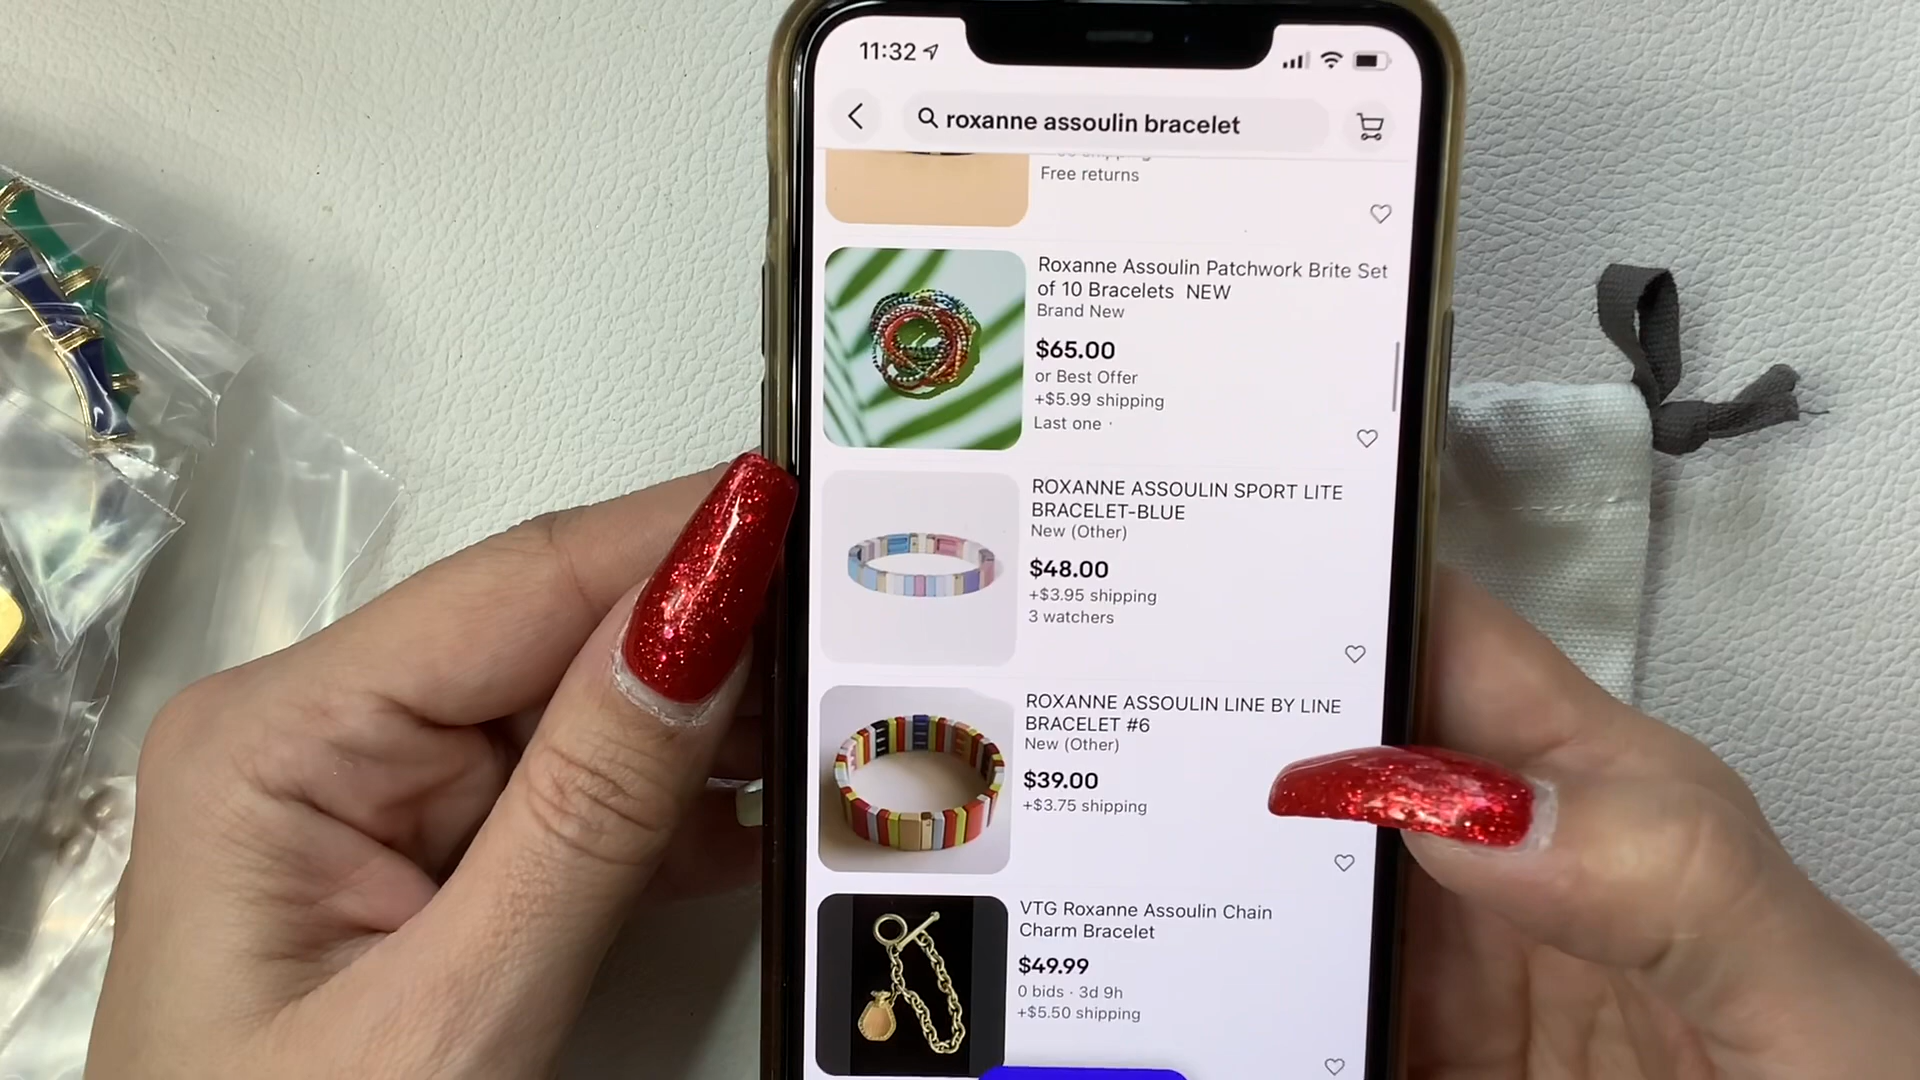 11:32
roxanne assoulin bracelet
Free returns
Roxanne Assoulin Patchwork Brite Set
of 10 Bracelets NEW
Brand New
$65.00
or Best Offer
+$5.99 shipping
Last one
ROXANNE ASSOULIN SPORT LITE
BRACELET-BLUE
New (Other)
$48.00
+$3.95 shipping
3 watchers
ROXANNE ASSOULIN LINE BY LINE
BRACELET #6
New (Other)
$39.00
+$3.75 shipping
VTG Roxanne Assoulin Chain
Charm Bracelet
$49.99
0 bids · 3d 9h
+$5.50 shipping